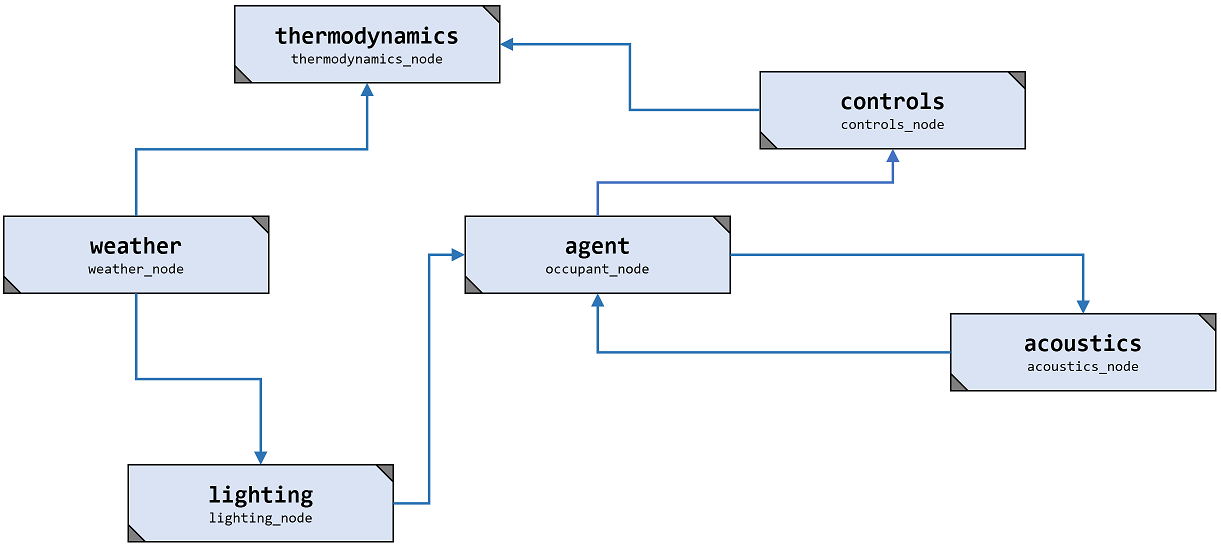 thermodynamics
thermodynamics_node
controls
controls_node
weather
weather_node
agent
occupant_node
acoustics
acoustics_node
lighting
lighting_node